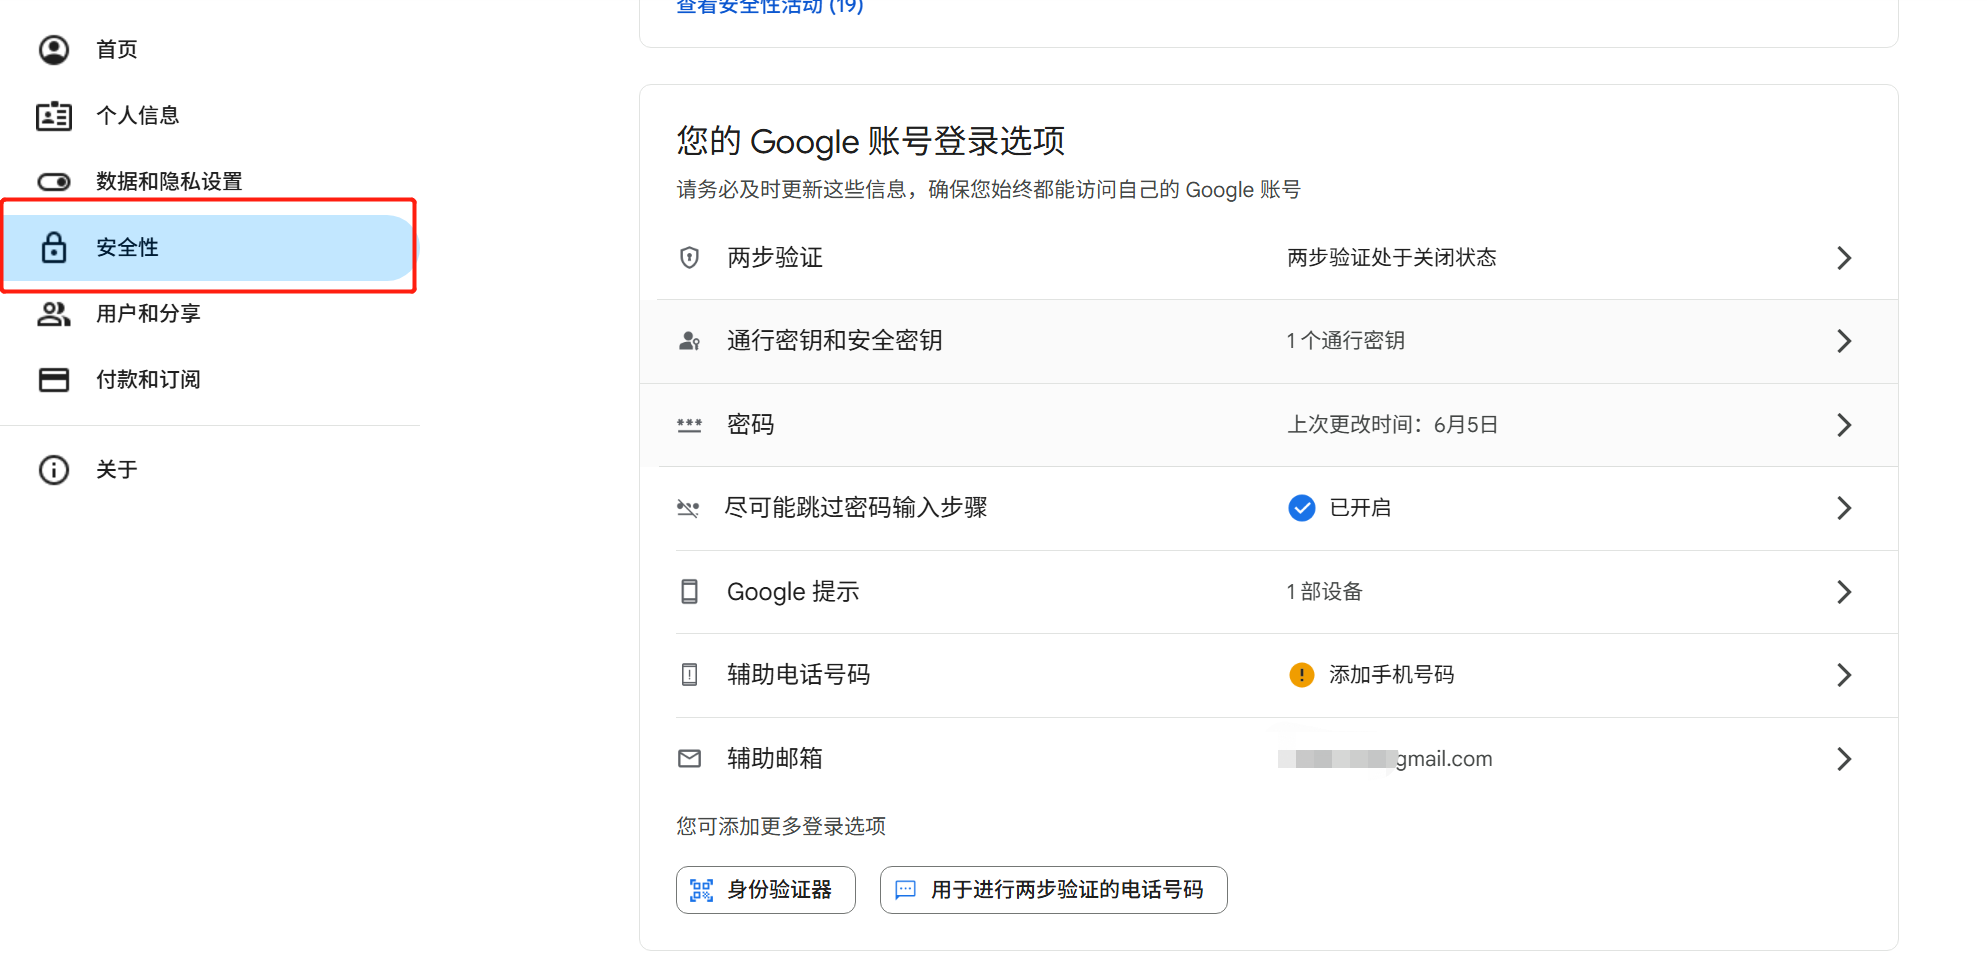 查看安全性活动 (19)
首页
个人信息
数据和隐私设置
安全性
用户和分享
付款和订阅
关于
您的 Google 账号登录选项
请务必及时更新这些信息，确保您始终都能访问自己的 Google 账号
两步验证
两步验证处于关闭状态
通行密钥和安全密钥
1 个通行密钥
密码
上次更改时间：6月5日
尽可能跳过密码输入步骤
已开启
Google 提示
1 部设备
辅助电话号码
添加手机号码
辅助邮箱
gmail.com
您可添加更多登录选项
身份验证器
用于进行两步验证的电话号码